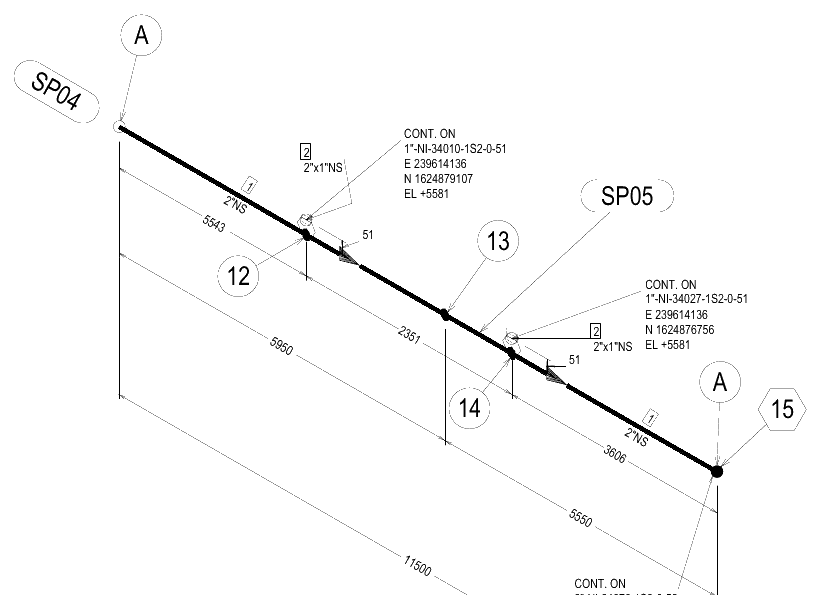 A
SP04
CONT. ON
1"-NI-34010-1S2-0-51
E 239614136
N 1624879107
EL +5581
2
2"x1"NS
1
2"NS
5543
51
12
SP05
13
CONT. ON
1"-NI-34027-1S2-0-51
E 239614136
N 1624876756
EL +5581
2
2"x1"NS
5950
2351
51
14
A
15
1
2"NS
3606
5550
11500
CONT. ON